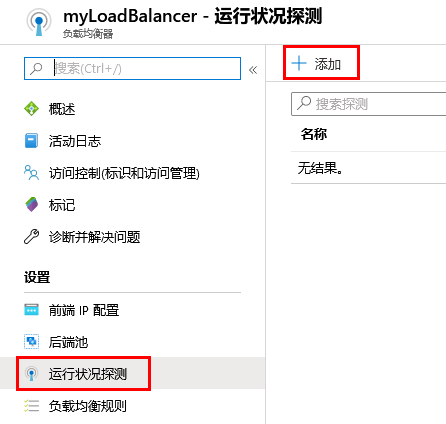 myLoadBalancer - 运行状况探测
负载均衡器
搜索(Ctrl+/)
«
概述
活动日志
访问控制(标识和访问管理)
标记
诊断并解决问题
设置
前端 IP 配置
后端池
运行状况探测
负载均衡规则
添加
搜索探测
名称
无结果。